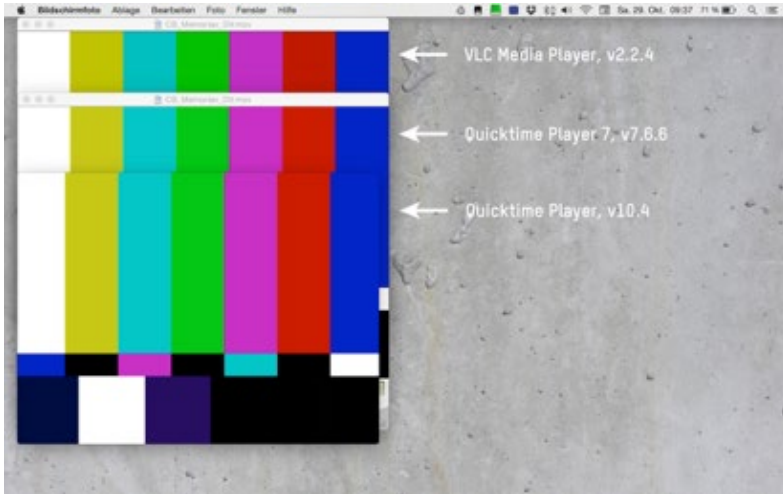 Bildschirmfoto Ablage Bearbeiten Foto Fenster Hilfe
Sa. 29. Okt. 09:37 71 %
VLC Media Player, v2.2.4
Quicktime Player 7, v7.6.6
Quicktime Player, v10.4